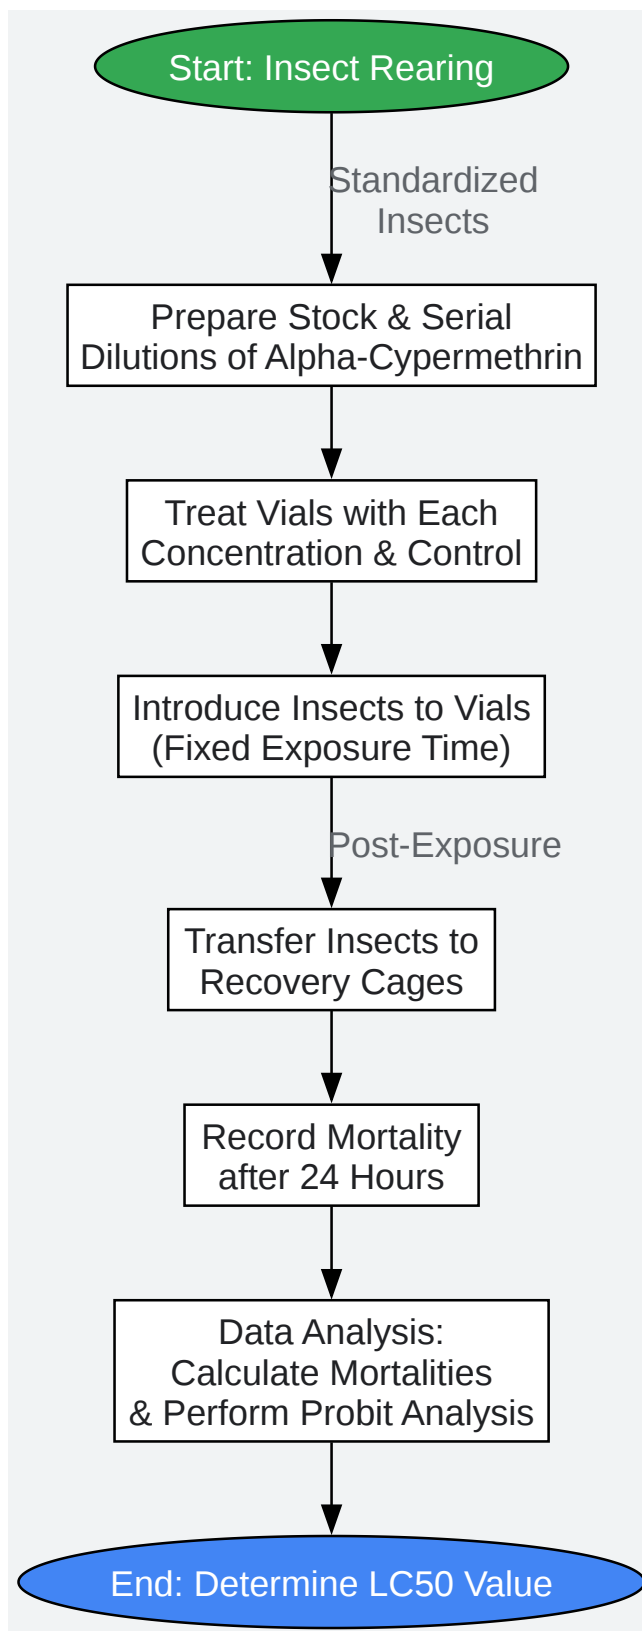 Start: Insect Rearing
Standardized
Insects
Prepare Stock & Serial
Dilutions of Alpha-Cypermethrin
Treat Vials with Each
Concentration & Control
Introduce Insects to Vials
(Fixed Exposure Time)
Post-Exposure
Transfer Insects to
Recovery Cages
Record Mortality
after 24 Hours
Data Analysis:
Calculate Mortalities
& Perform Probit Analysis
End: Determine LC50 Value